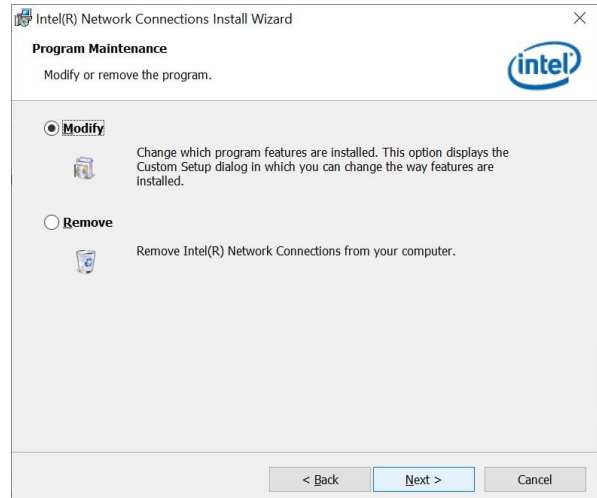 Intel(R) Network Connections Install Wizard
Program Maintenance
Modify or remove the program.
intel
Modify
Change which program features are installed. This option displays the
Custom Setup dialog in which you can change the way features are
installed.
Remove
Remove Intel(R) Network Connections from your computer.
< Back
Next >
Cancel